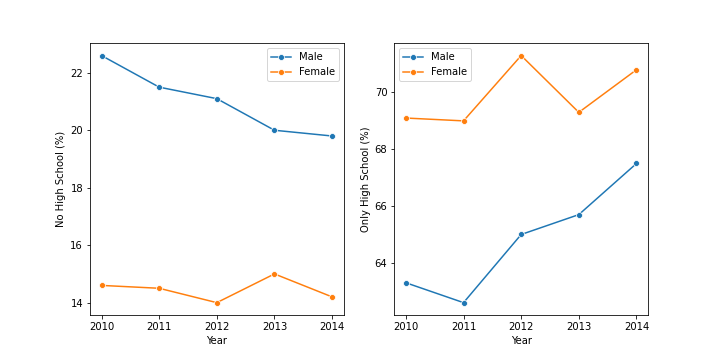 No High School (%)
22
20
18
16
14
Male
Female
2010 2011 2012 2013 2014
Year
Only High School (%)
70
68
66
64
Male
Female
2010 2011 2012 2013 2014
Year